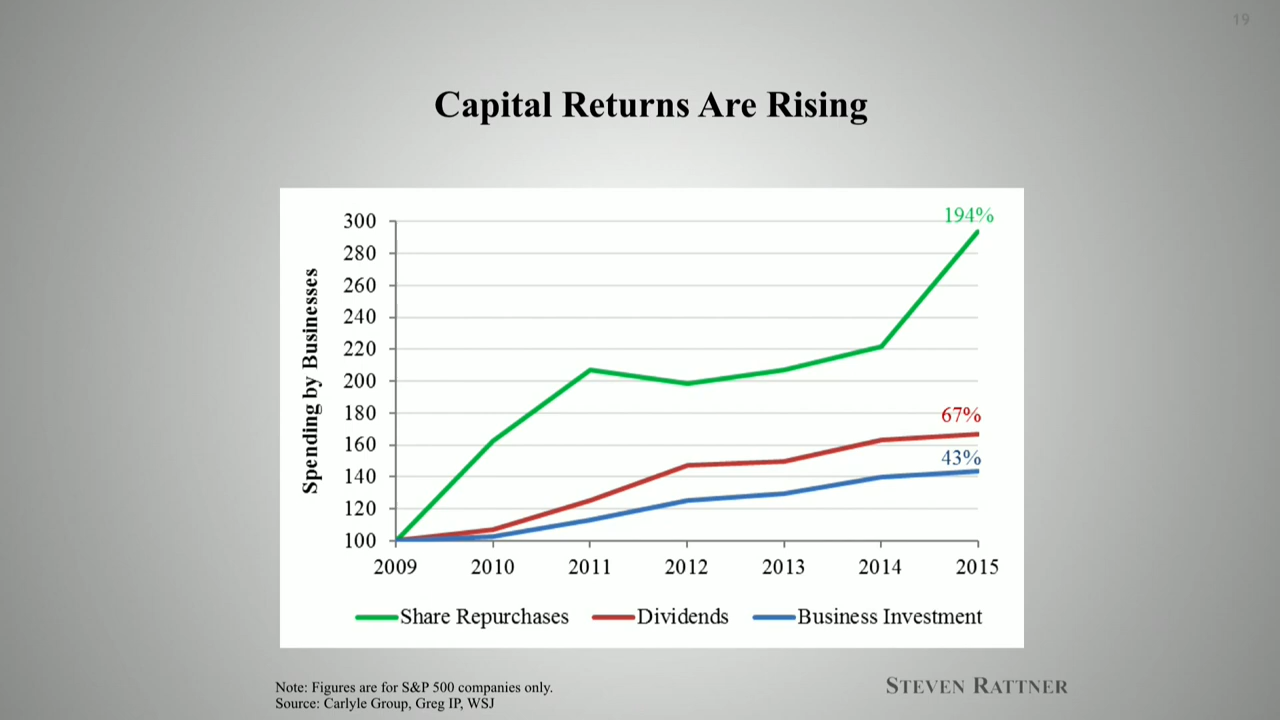 19
Capital Returns Are Rising
194%
300
280
260
240
220
200
180
160
140
120
100
Spending by Businesses
67%
43%
2009 2010 2011 2012 2013 2014 2015
Share Repurchases Dividends Business Investment
Note: Figures are for S&P 500 companies only.
Source: Carlyle Group, Greg IP, WSJ
STEVEN RATTNER